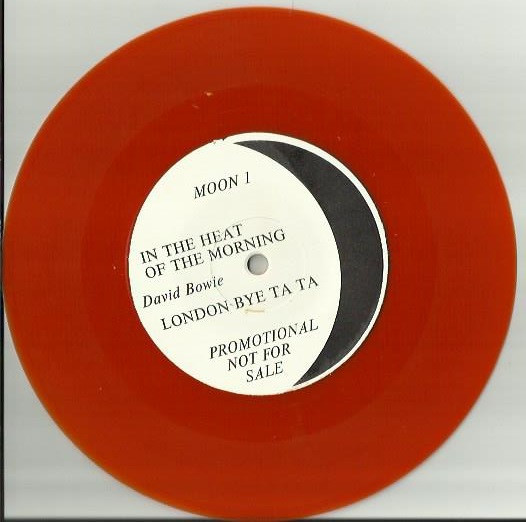 MOON 1
IN THE HEAT
OF THE MORNING
David Bowie
LONDON-BYE TA TA
PROMOTIONAL
NOT FOR
SALE